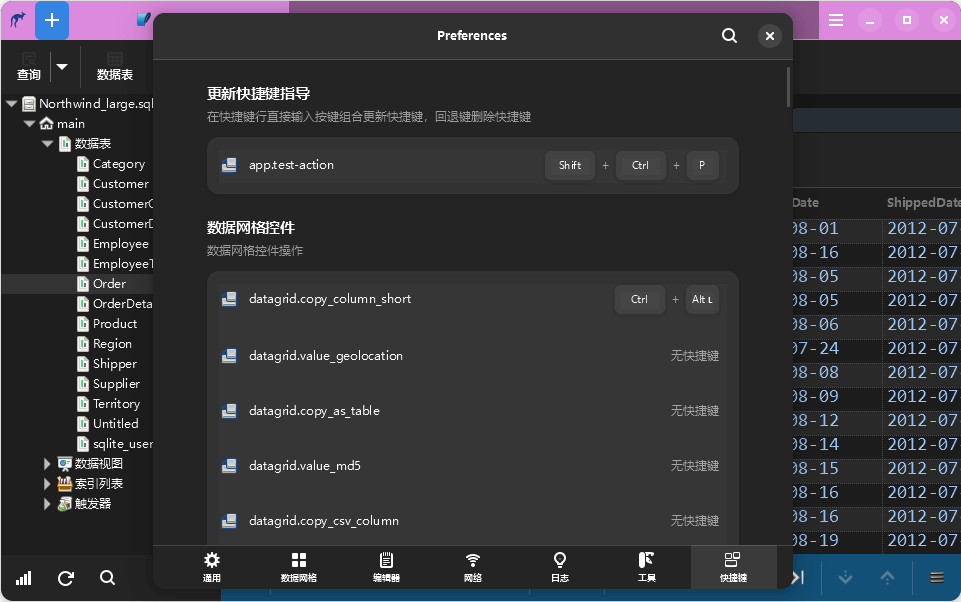 Preferences
查询
数据表
Northwind_large.sql
main
数据表
Category
Customer
CustomerC
CustomerD
Employee
EmployeeT
Order
OrderDeta
Product
Region
Shipper
Supplier
Territory
Untitled
sqlite_user
数据视图
索引列表
触发器
更新快捷键指导
在快捷键行直接输入按键组合更新快捷键，回退键删除快捷键
app.test-action
Shift + Ctrl + P
数据网格控件
数据网格控件操作
datagrid.copy_column_short
Ctrl + Alt L
datagrid.value_geolocation
无快捷键
datagrid.copy_as_table
无快捷键
datagrid.value_md5
无快捷键
datagrid.copy_csv_column
无快捷键
通用
数据网格
编辑器
网络
日志
工具
快捷键
Date ShippedDate
08-01 2012-07
08-16 2012-07
08-05 2012-07
08-05 2012-07
08-06 2012-07
07-24 2012-07
08-08 2012-07
08-09 2012-07
08-12 2012-07
08-14 2012-07
08-15 2012-07
08-16 2012-07
08-16 2012-07
08-19 2012-07